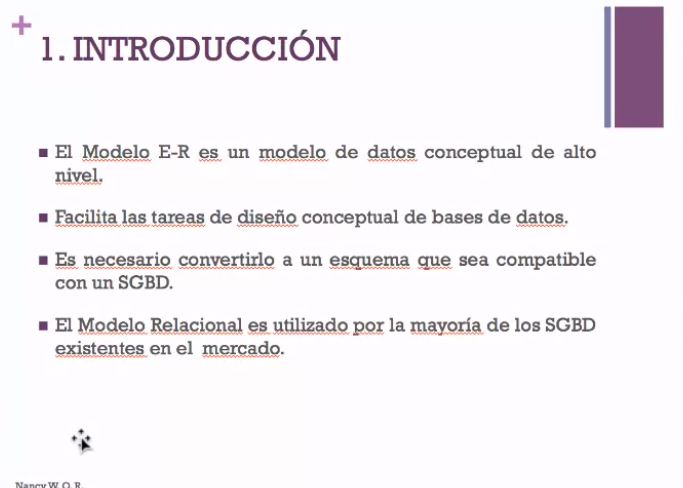 1. INTRODUCCIÓN
El Modelo E-R es un modelo de datos conceptual de alto
nivel.
Facilita las tareas de diseño conceptual de bases de datos.
Es necesario convertirlo a un esquema que sea compatible
con un SGBD.
El Modelo Relacional es utilizado por la mayoría de los SGBD
existentes en el mercado.
Nancy W. O. R.